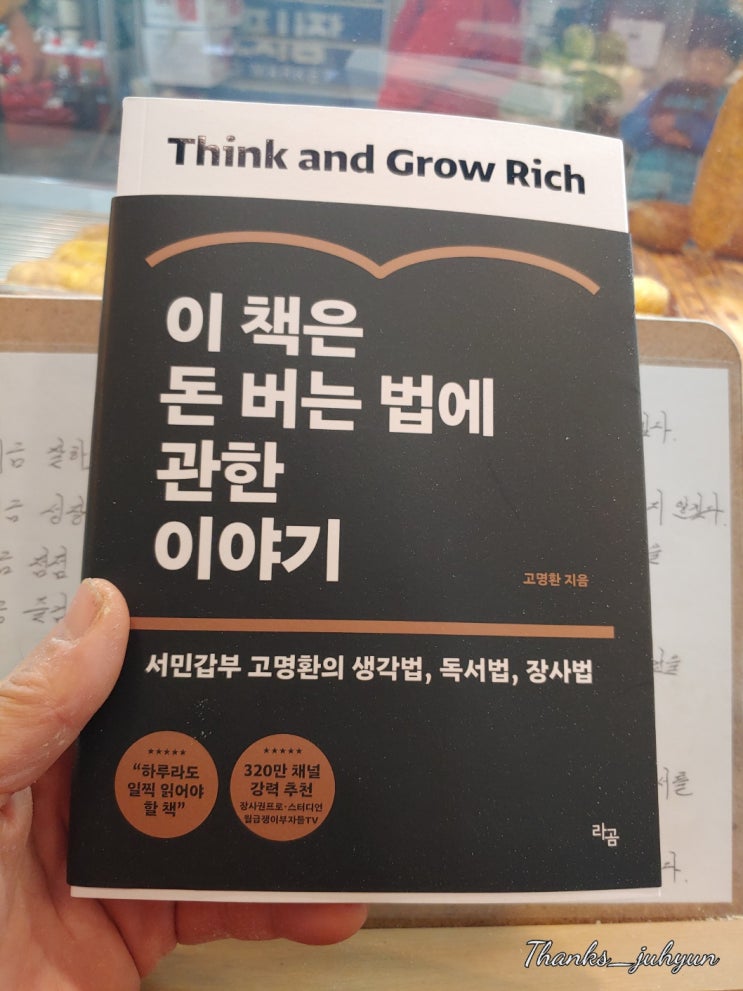 Think and Grow Rich
이 책은
돈 버는 법에
관한
이야기
고명환 지음
서민갑부 고명환의 생각법, 독서법, 장사법
★★★★★
“하루라도
일찍 읽어야
할 책”
★★★★★
320만 채널
강력 추천
장사권프로·스터디언
월급쟁이부자들TV
라곰
Thanks_juhyun